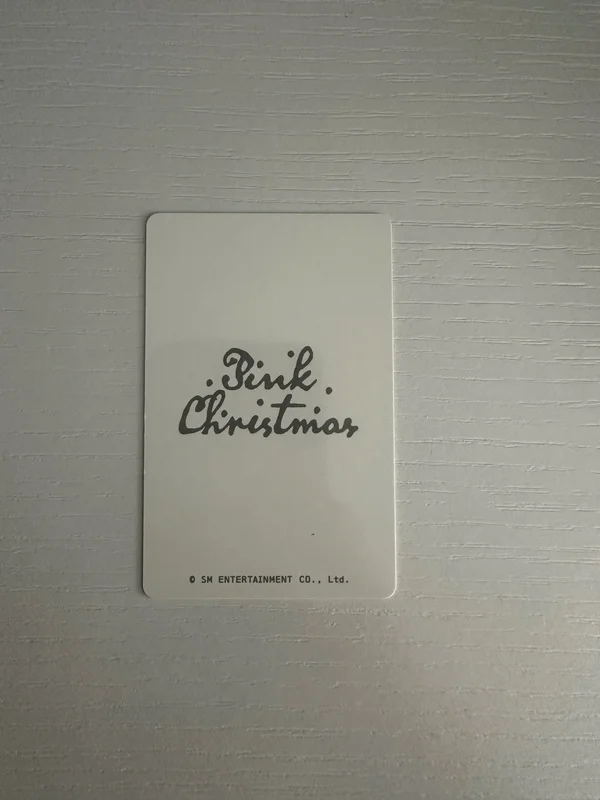 Pink
Christmas
© SM ENTERTAINMENT CO., Ltd.